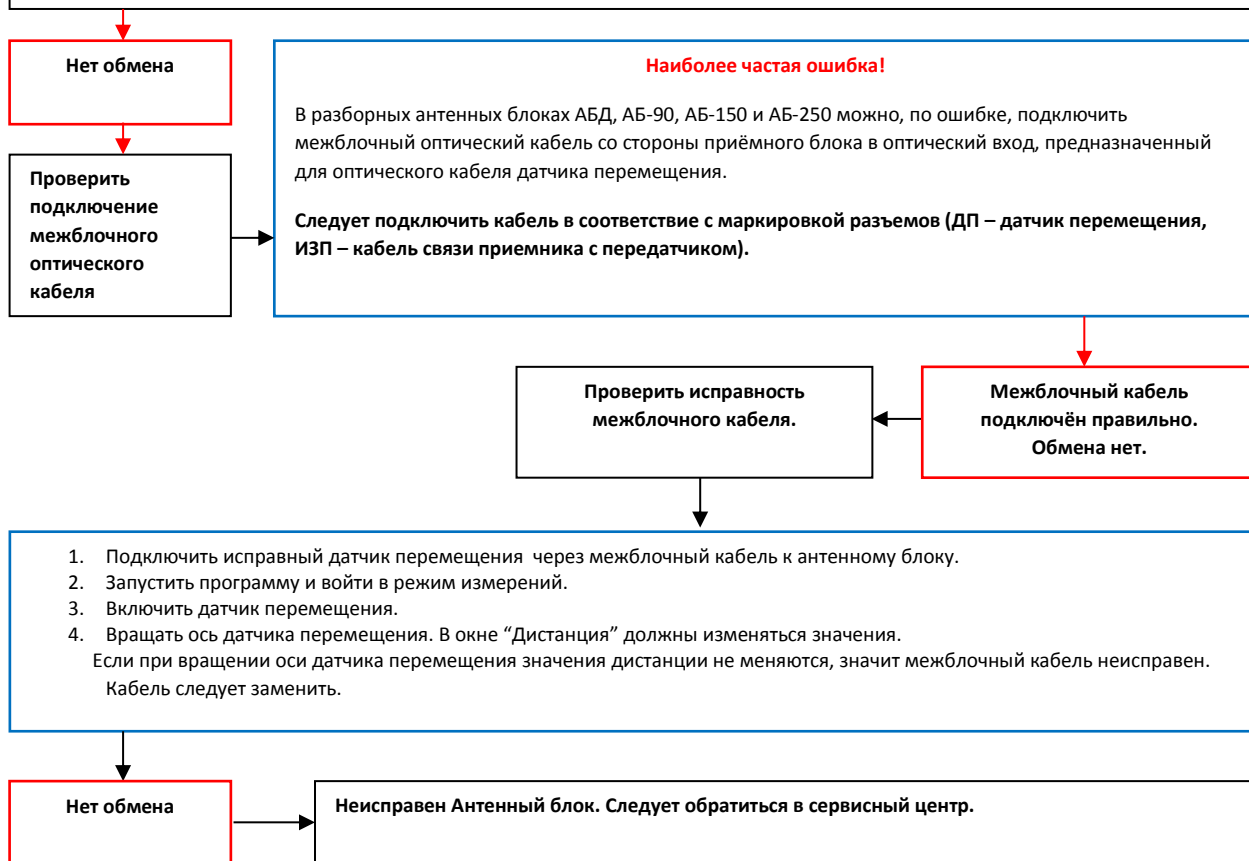 Нет обмена
Наиболее частая ошибка!
В разборных антенных блоках АБД, АБ-90, АБ-150 и АБ-250 можно, по ошибке, подключить
межблочный оптический кабель со стороны приёмного блока в оптический вход, предназначенный
для оптического кабеля датчика перемещения.
Следует подключить кабель в соответствие с маркировкой разъемов (ДП – датчик перемещения,
ИЗП – кабель связи приемника с передатчиком).
Проверить
подключение
межблочного
оптического
кабеля
Проверить исправность
межблочного кабеля.
Межблочный кабель
подключён правильно.
Обмена нет.
1. Подключить исправный датчик перемещения через межблочный кабель к антенному блоку.
2. Запустить программу и войти в режим измерений.
3. Включить датчик перемещения.
4. Вращать ось датчика перемещения. В окне “Дистанция” должны изменяться значения.
Если при вращении оси датчика перемещения значения дистанции не меняются, значит межблочный кабель неисправен.
Кабель следует заменить.
Нет обмена
Неисправен Антенный блок. Следует обратиться в сервисный центр.